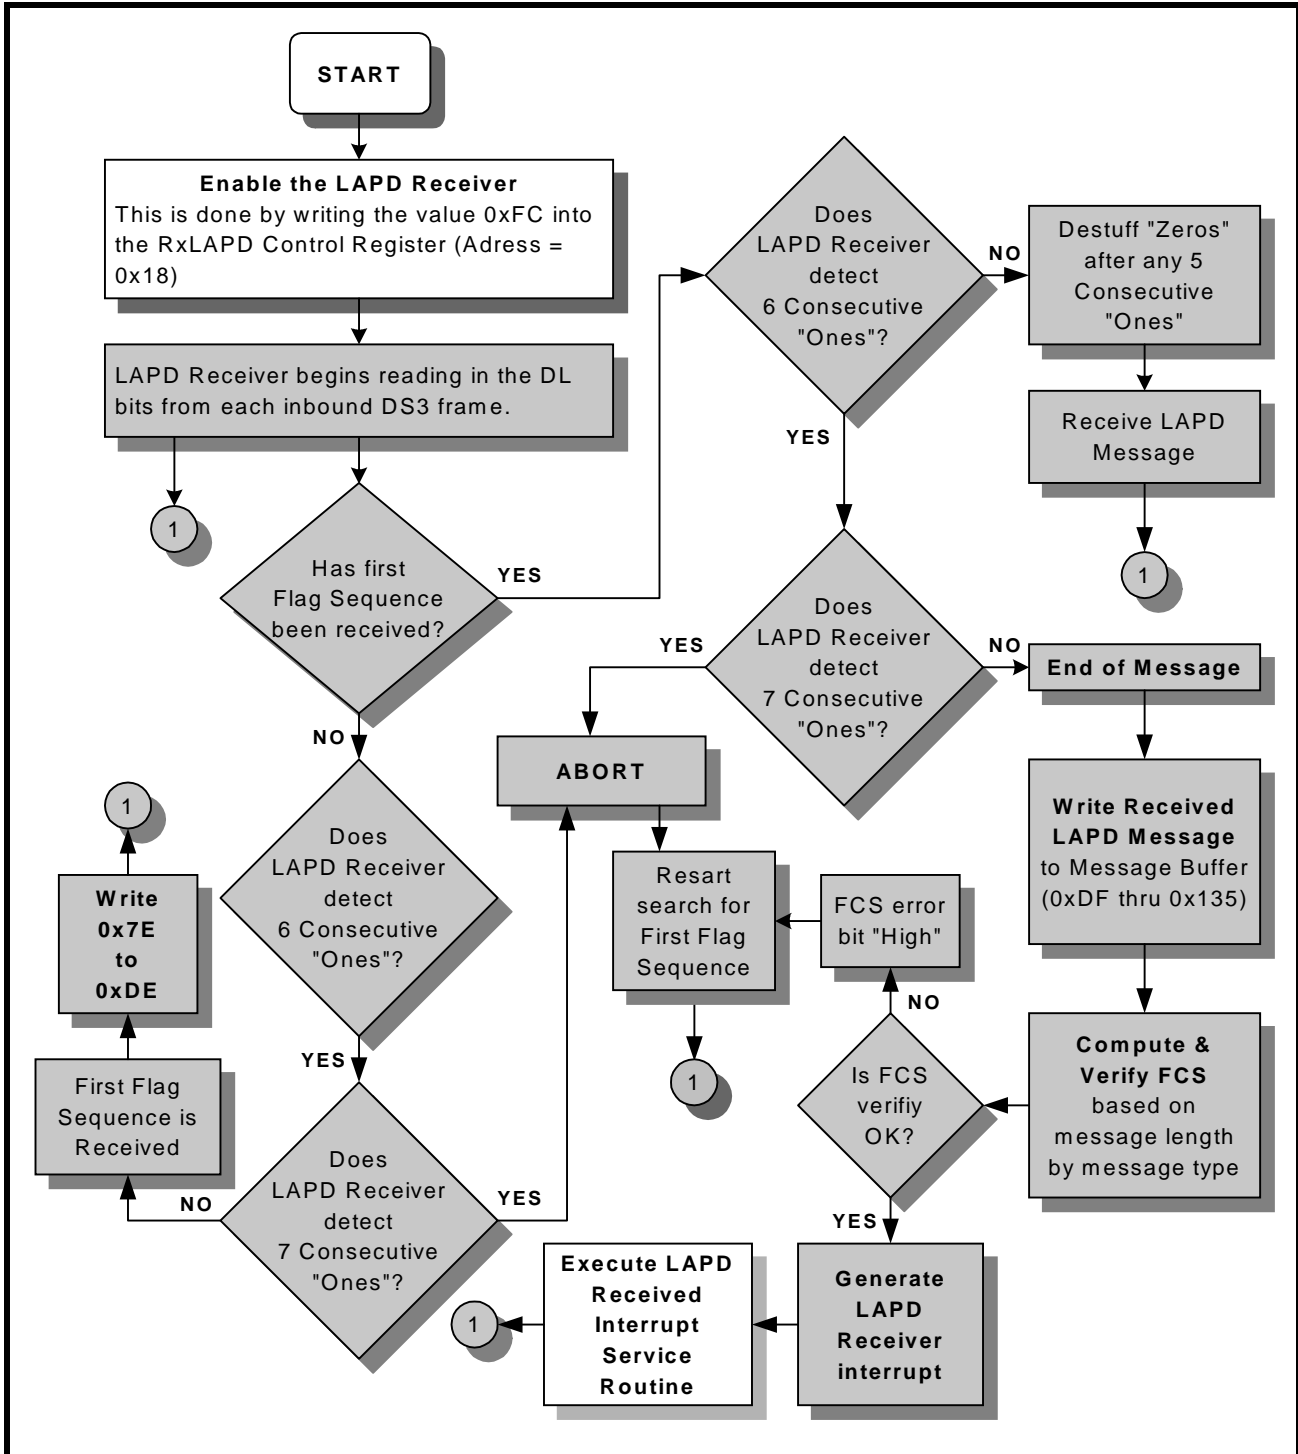 START
Enable the LAPD Receiver
This is done by writing the value 0xFC into
the RxLAPD Control Register (Adress =
0x18)
LAPD Receiver begins reading in the DL
bits from each inbound DS3 frame.
1
Has first
Flag Sequence
been received?
YES
NO
Does
LAPD Receiver
detect
6 Consecutive
"Ones"?
NO
YES
Destuff "Zeros"
after any 5
Consecutive
"Ones"
Receive LAPD
Message
1
Does
LAPD Receiver
detect
7 Consecutive
"Ones"?
YES
NO
End of Message
Write Received
LAPD Message
to Message Buffer
(0xDF thru 0x135)
Compute &
Verify FCS
based on
message length
by message type
Is FCS
verifiy
OK?
NO
YES
FCS error
bit "High"
ABORT
Resart
search for
First Flag
Sequence
1
Generate
LAPD
Receiver
interrupt
Execute LAPD
Received
Interrupt
Service
Routine
1
Does
LAPD Receiver
detect
6 Consecutive
"Ones"?
YES
Does
LAPD Receiver
detect
7 Consecutive
"Ones"?
YES
NO
First Flag
Sequence is
Received
Write
0x7E
to
0xDE
1